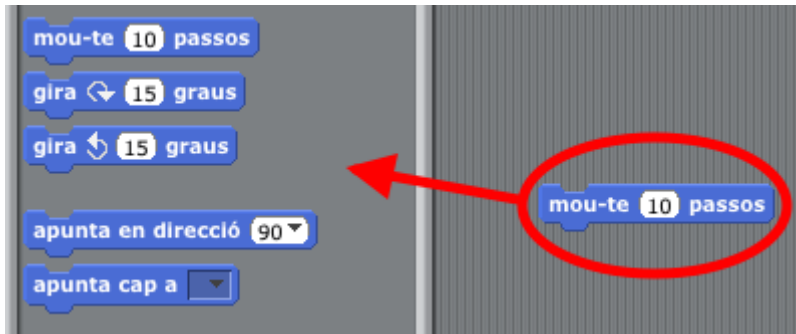 mou-te 10 passos
gira 15 graus
gira 15 graus
apunta en direcció 90
apunta cap a
mou-te 10 passos